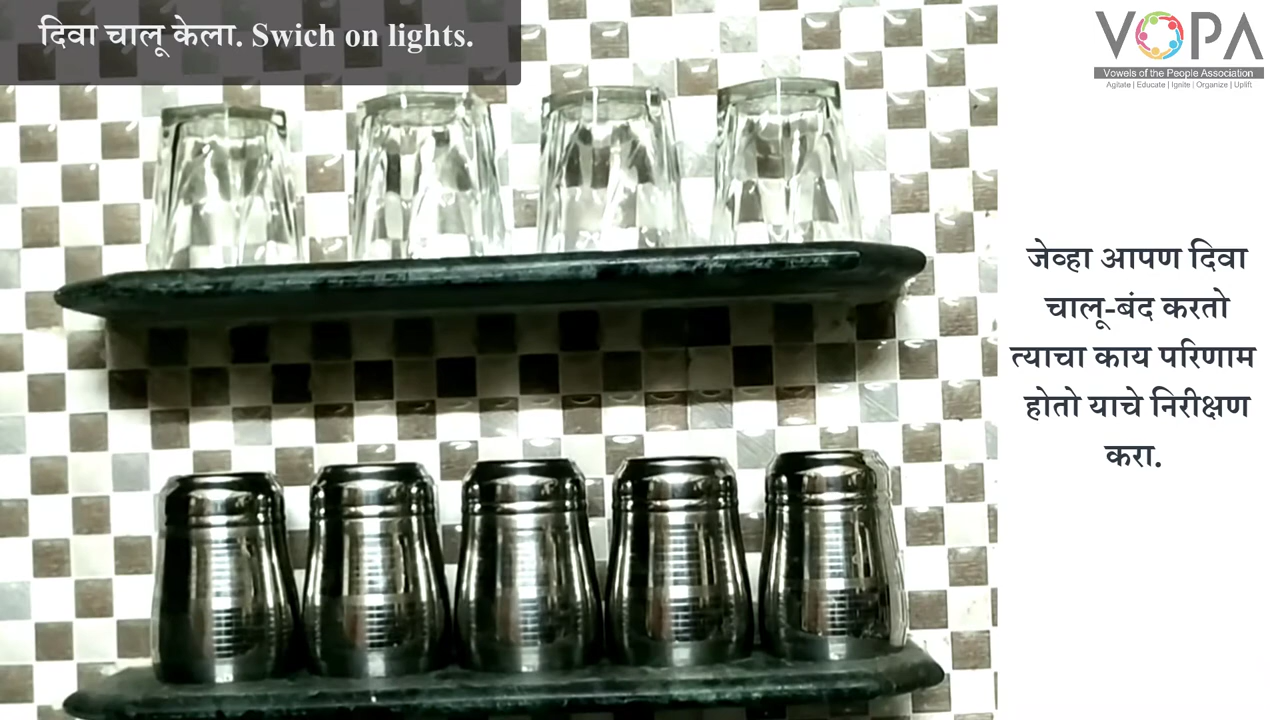 दिवा चालू केला. Swich on lights.
VOPA
Vowels of the People Association
Agitate | Educate | Ignite | Organize | Uplift
जेव्हा आपण दिवा
चालू-बंद करतो
त्याचा काय परिणाम
होतो याचे निरीक्षण
करा.